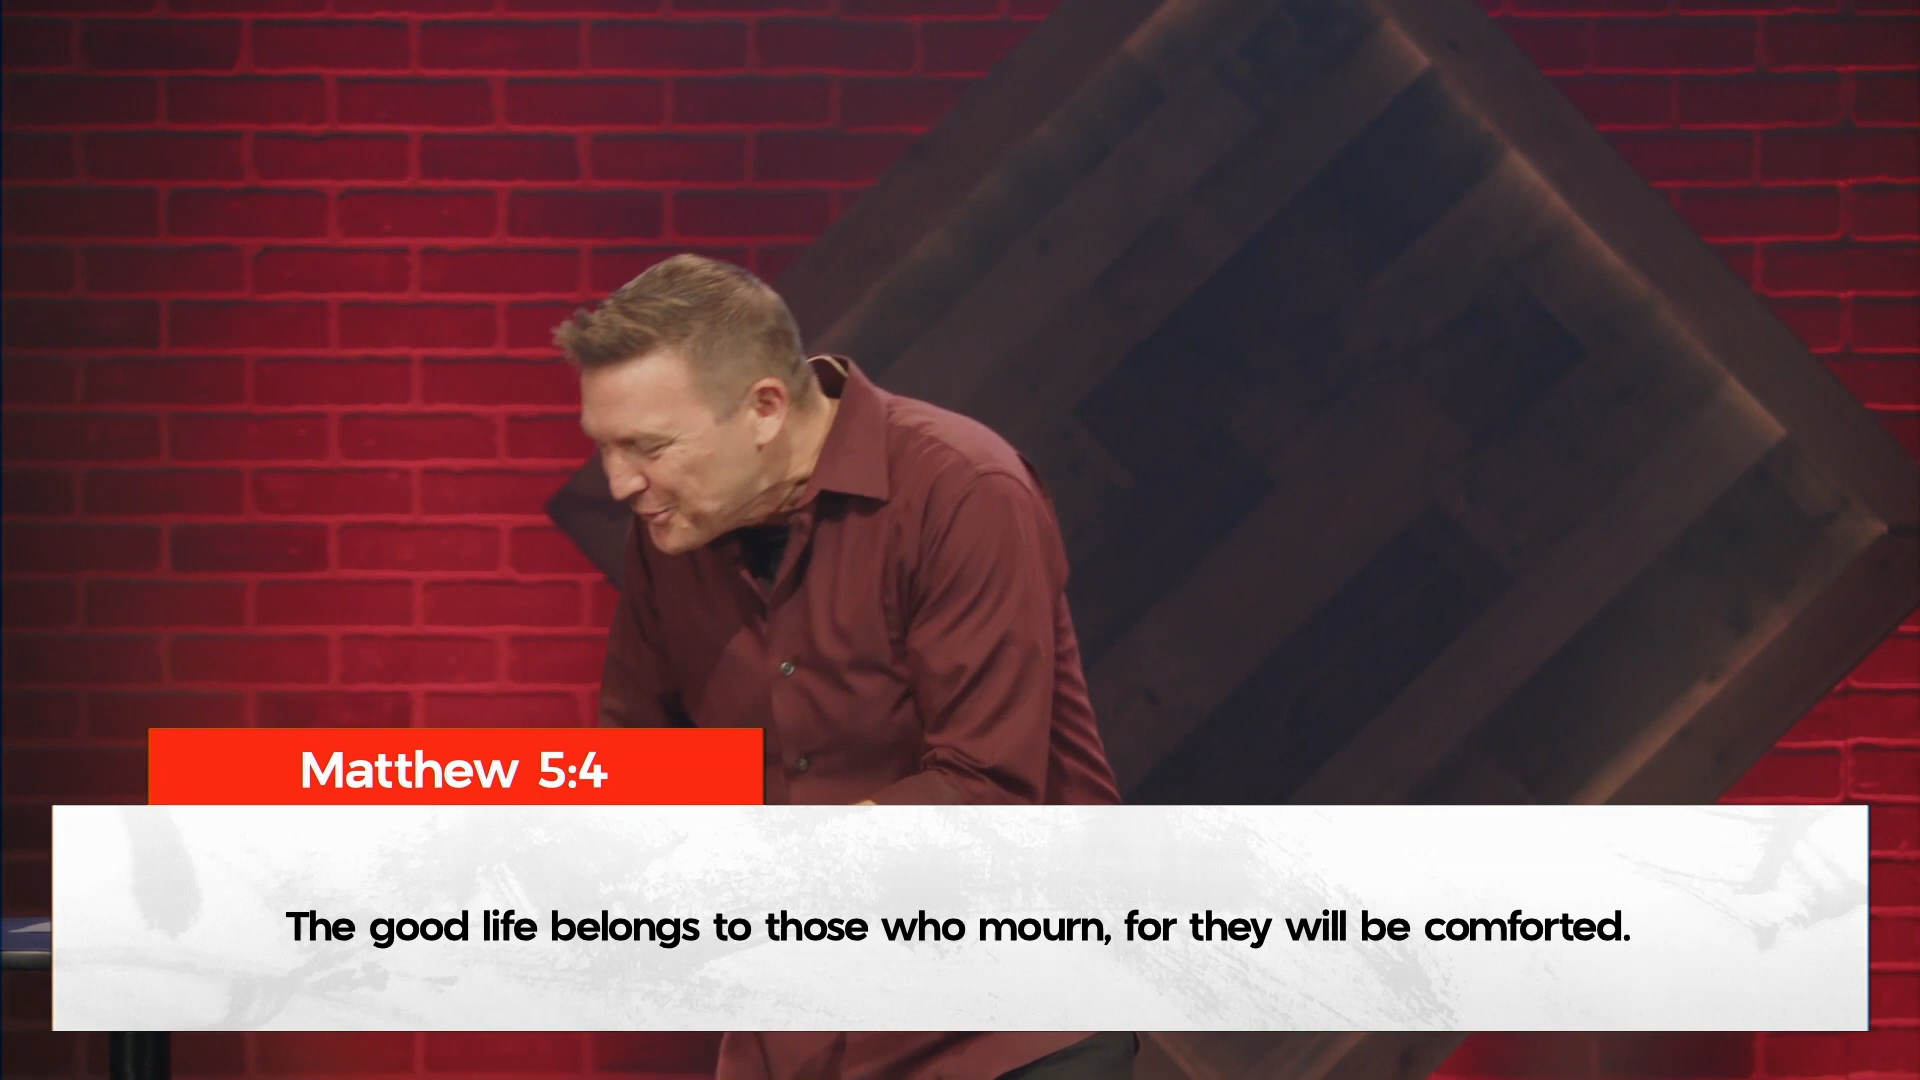 Matthew 5:4
The good life belongs to those who mourn, for they will be comforted.